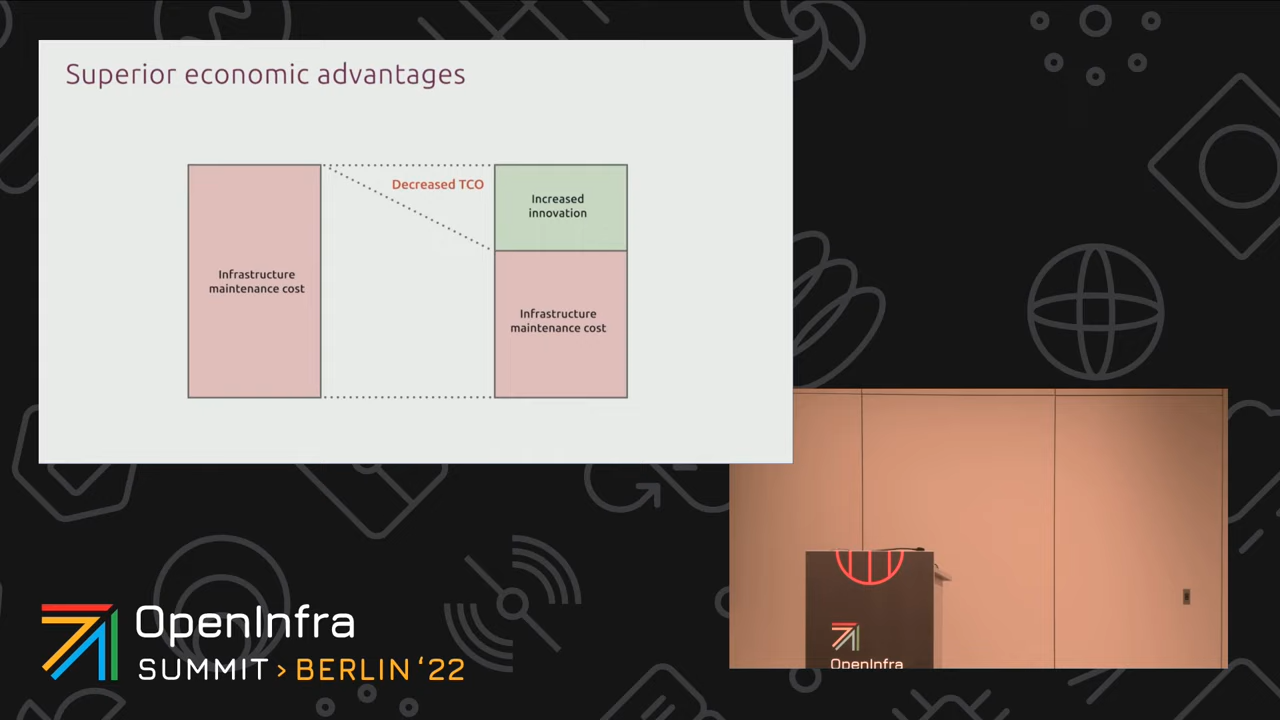 Superior economic advantages
Decreased TCO
Increased
innovation
Infrastructure
maintenance cost
Infrastructure
maintenance cost
OpenInfra
SUMMIT > BERLIN '22
OpenInfra